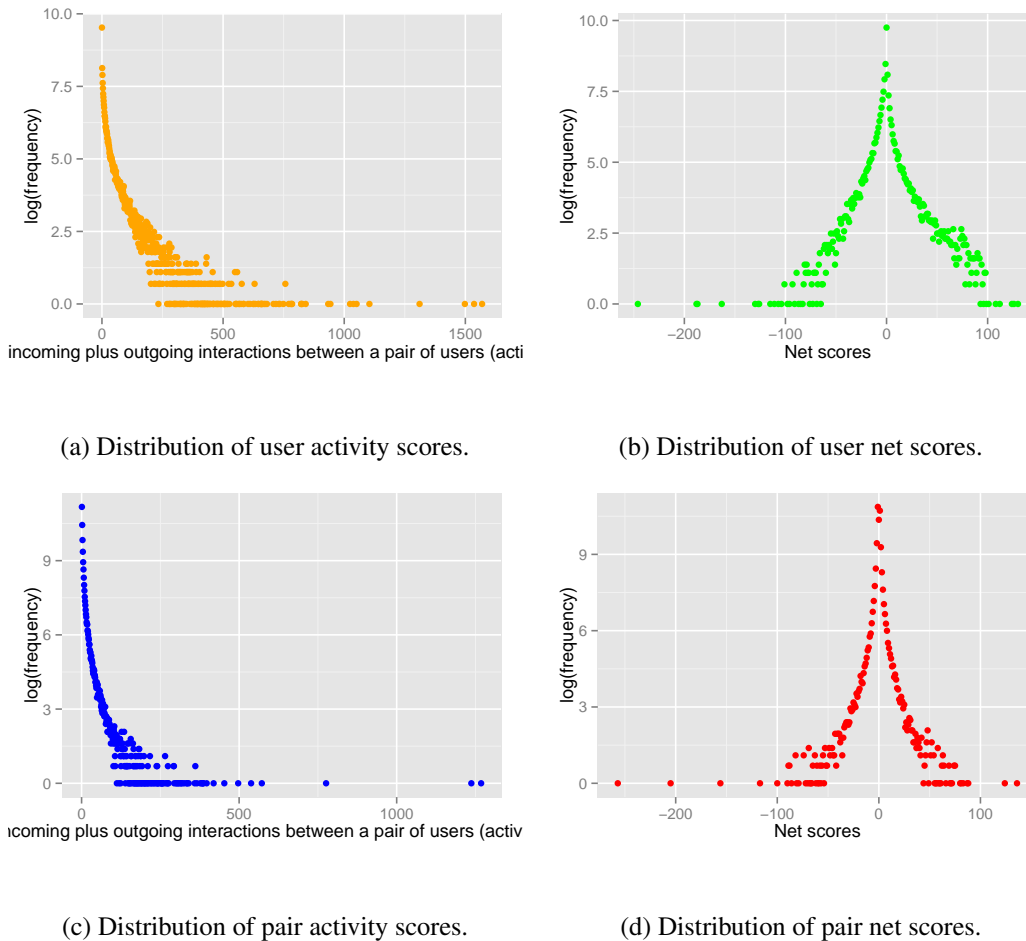 10.0
7.5
5.0
2.5
0.0
log(frequency)
0
500
1000
1500
incoming plus outgoing interactions between a pair of users (acti
10.0
7.5
5.0
2.5
0.0
log(frequency)
−200
−100
0
100
Net scores
(a) Distribution of user activity scores.
(b) Distribution of user net scores.
9
6
3
0
log(frequency)
0
500
1000
ncoming plus outgoing interactions between a pair of users (activ
9
6
3
0
log(frequency)
−200
−100
0
100
Net scores
(c) Distribution of pair activity scores.
(d) Distribution of pair net scores.